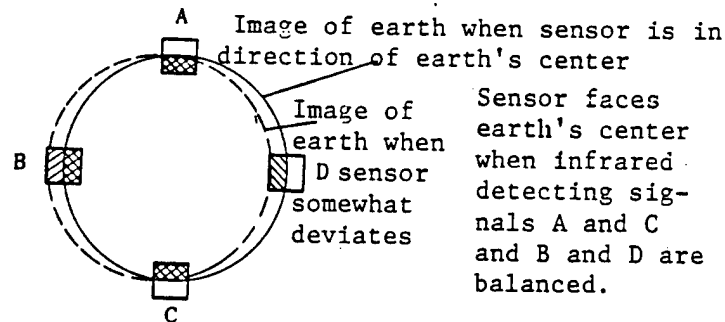 A
Image of earth when sensor is in
direction of earth's center
Image of
earth when
D sensor
somewhat
deviates
B
Sensor faces
earth's center
when infrared
detecting sig-
nals A and C
and B and D are
balanced.
C